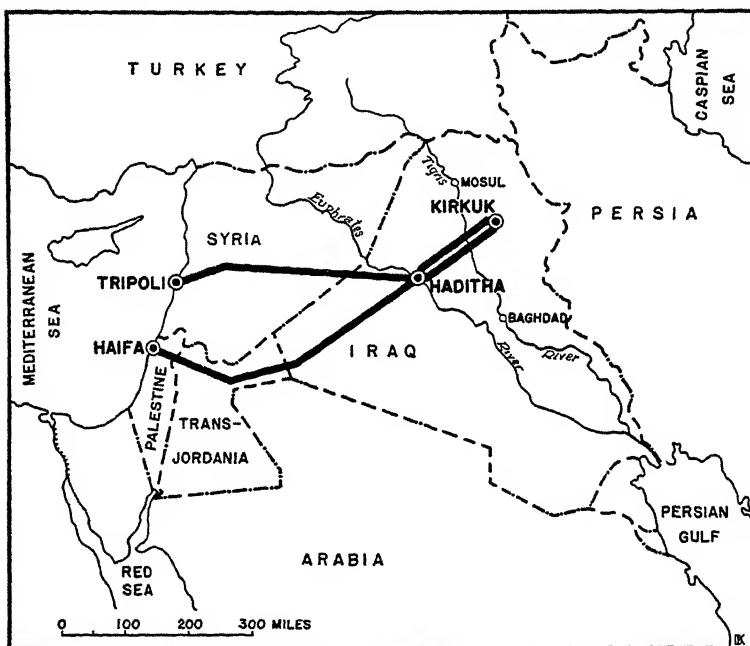 TURKEY
CASPIAN
SEA
Tigris
MOSUL
KIRKUK
PERSIA
Euphrates
SYRIA
MEDITERRANEAN
SEA
TRIPOLI
HADITHA
BAGHDAD
HAIFA
IRAQ
River
River
PALESTINE
TRANS-
JORDANIA
PERSIAN
GULF
ARABIA
RED
SEA
0 100 200 300 MILES